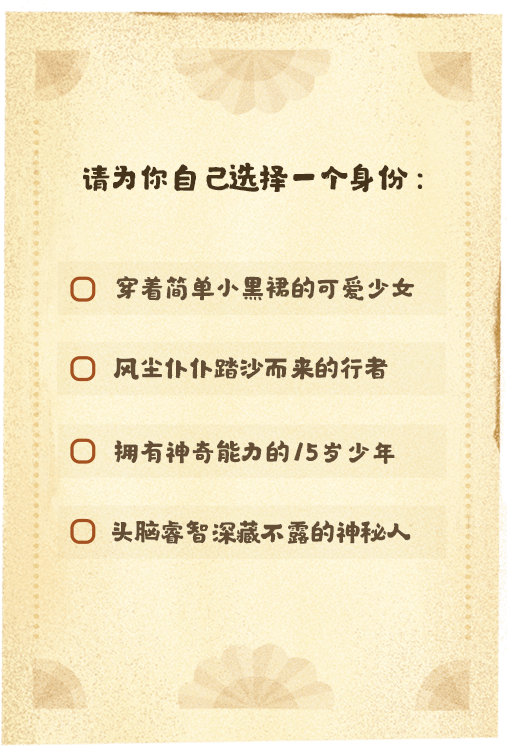 请为你自己选择一个身份：
穿着简单小黑裙的可爱少女
风尘仆仆踏沙而来的行者
拥有神奇能力的15岁少年
头脑睿智深藏不露的神秘人